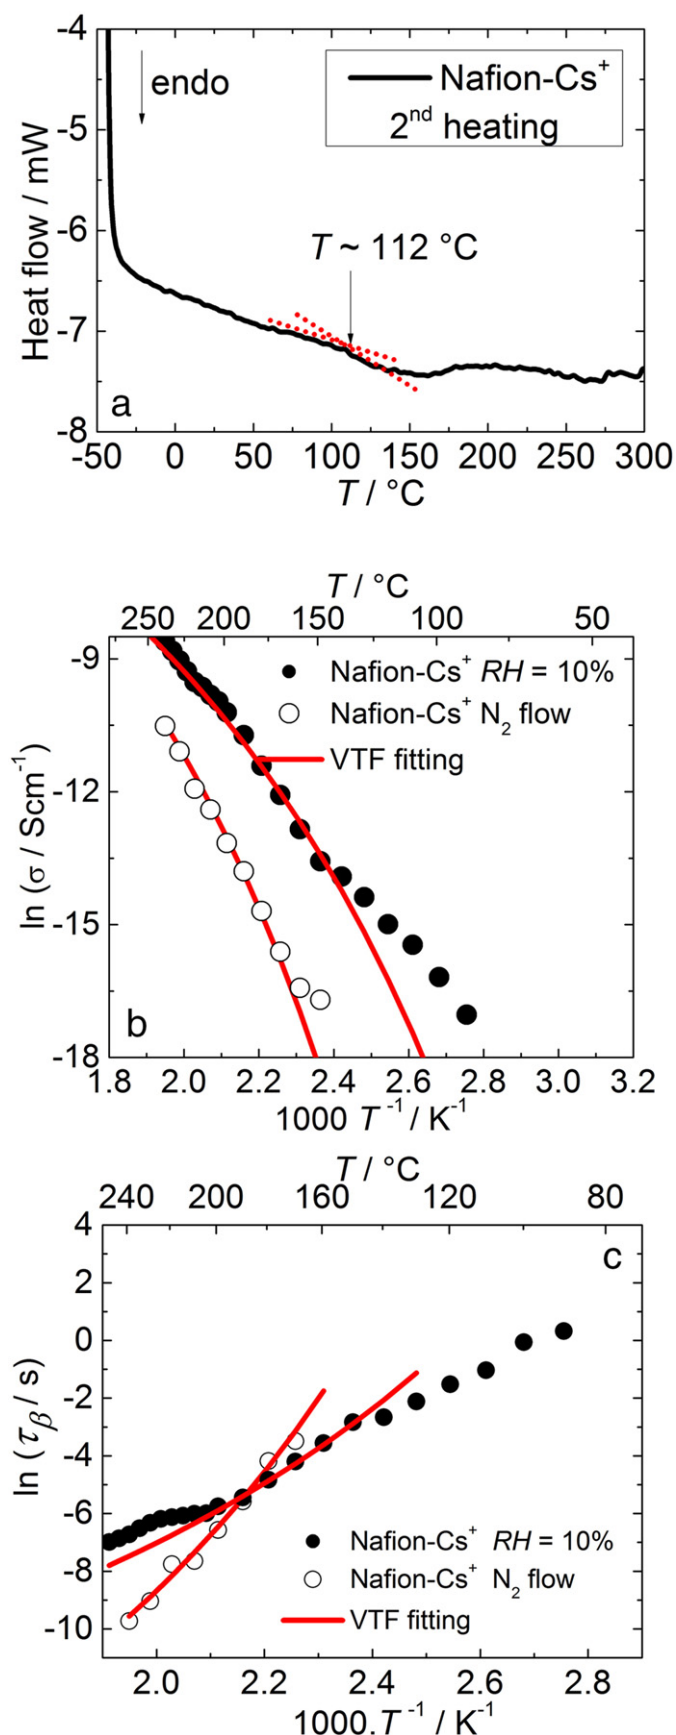 -4
endo
Nafion-Cs⁺
2ⁿᵈ heating
-5
Heat flow / mW
-6
T ~ 112 °C
-7
a
-8
-50 0 50 100 150 200 250 300
T / °C
T / °C
250 200 150 100 50
-9
Nafion-Cs⁺ RH = 10%
Nafion-Cs⁺ N₂ flow
VTF fitting
-12
ln (σ / Scm⁻¹)
-15
b
-18
1.8 2.0 2.2 2.4 2.6 2.8 3.0 3.2
1000 T⁻¹ / K⁻¹
T / °C
240 200 160 120 80
4
c
2
0
ln (τβ / s)
-2
-4
-6
Nafion-Cs⁺ RH = 10%
-8
Nafion-Cs⁺ N₂ flow
VTF fitting
-10
2.0 2.2 2.4 2.6 2.8
1000.T⁻¹ / K⁻¹